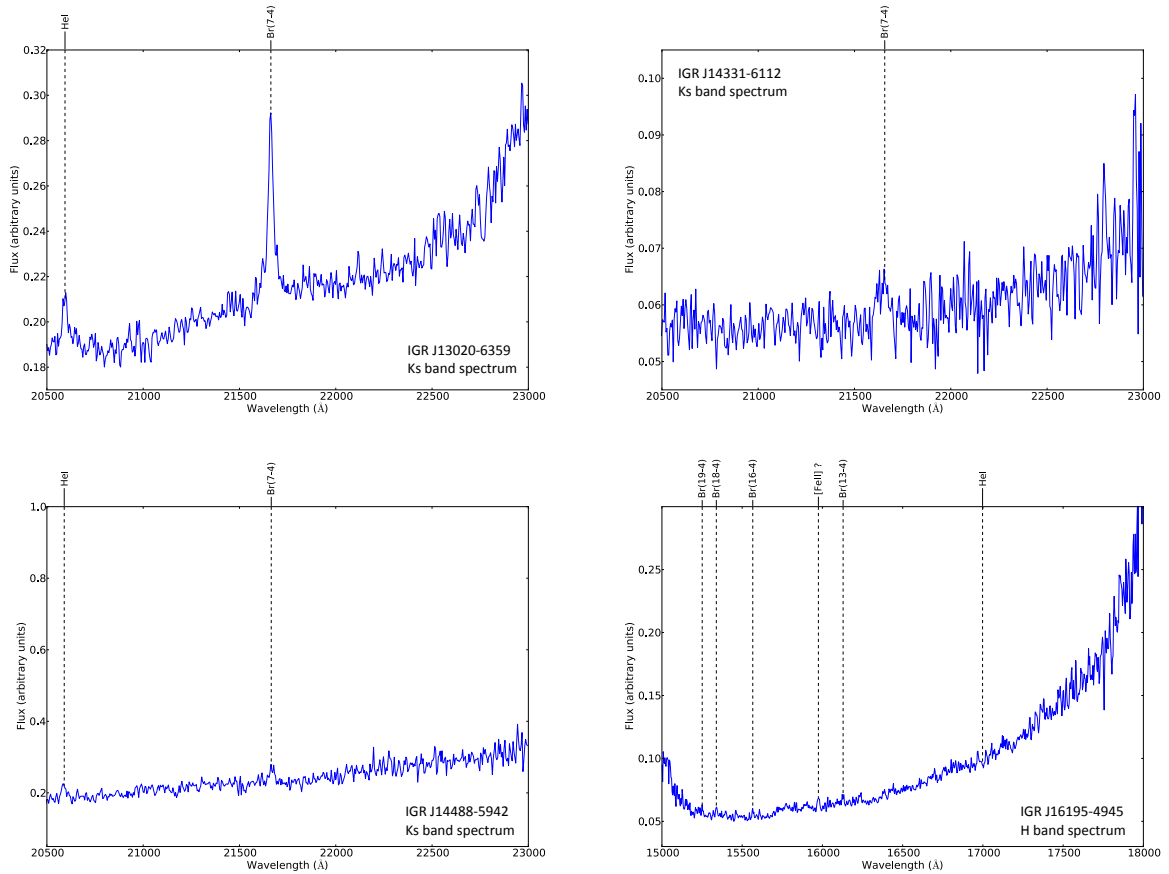 HeI
Br(7-4)
0.32
0.30
0.28
0.26
0.24
0.22
0.20
0.18
Flux (arbitrary units)
IGR J13020-6359
Ks band spectrum
20500 21000 21500 22000 22500 23000
Wavelength (Å)
Br(7-4)
IGR J14331-6112
Ks band spectrum
0.10
0.09
0.08
0.07
0.06
0.05
Flux (arbitrary units)
20500 21000 21500 22000 22500 23000
Wavelength (Å)
HeI
Br(7-4)
1.0
0.8
0.6
0.4
0.2
Flux (arbitrary units)
IGR J14488-5942
Ks band spectrum
20500 21000 21500 22000 22500 23000
Wavelength (Å)
Br(19-4)
Br(18-4)
Br(16-4)
[FeII] ?
Br(13-4)
HeI
0.25
0.20
0.15
0.10
0.05
Flux (arbitrary units)
IGR J16195-4945
H band spectrum
15000 15500 16000 16500 17000 17500 18000
Wavelength (Å)